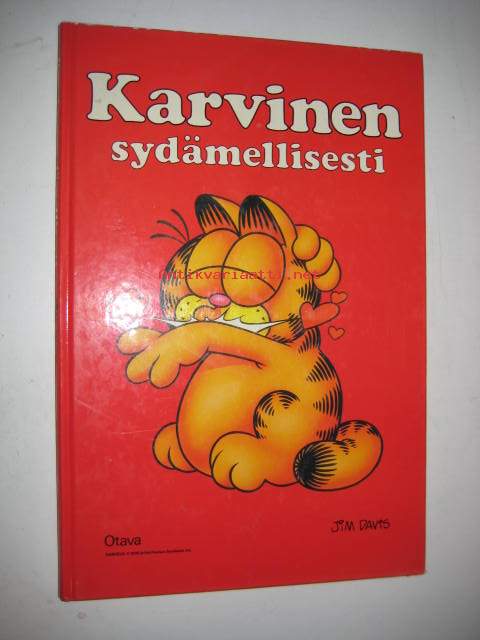 Karvinen
sydämellisesti
antikvariaatti.net
JIM DAVIS
Otava